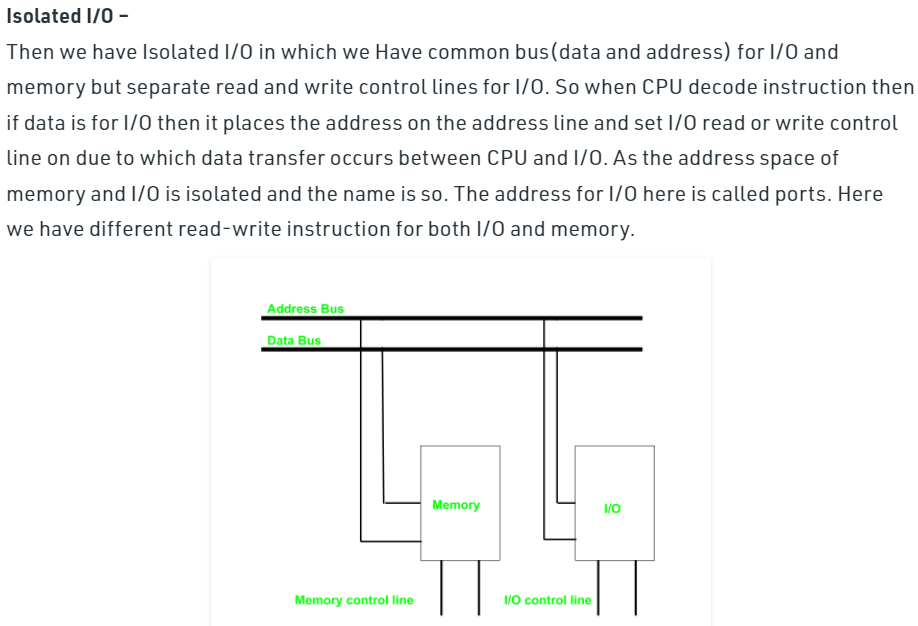 Isolated I/O –
Then we have Isolated I/O in which we Have common bus(data and address) for I/O and
memory but separate read and write control lines for I/O. So when CPU decode instruction then
if data is for I/O then it places the address on the address line and set I/O read or write control
line on due to which data transfer occurs between CPU and I/O. As the address space of
memory and I/O is isolated and the name is so. The address for I/O here is called ports. Here
we have different read-write instruction for both I/O and memory.
Address Bus
Data Bus
Memory
I/O
Memory control line
I/O control line